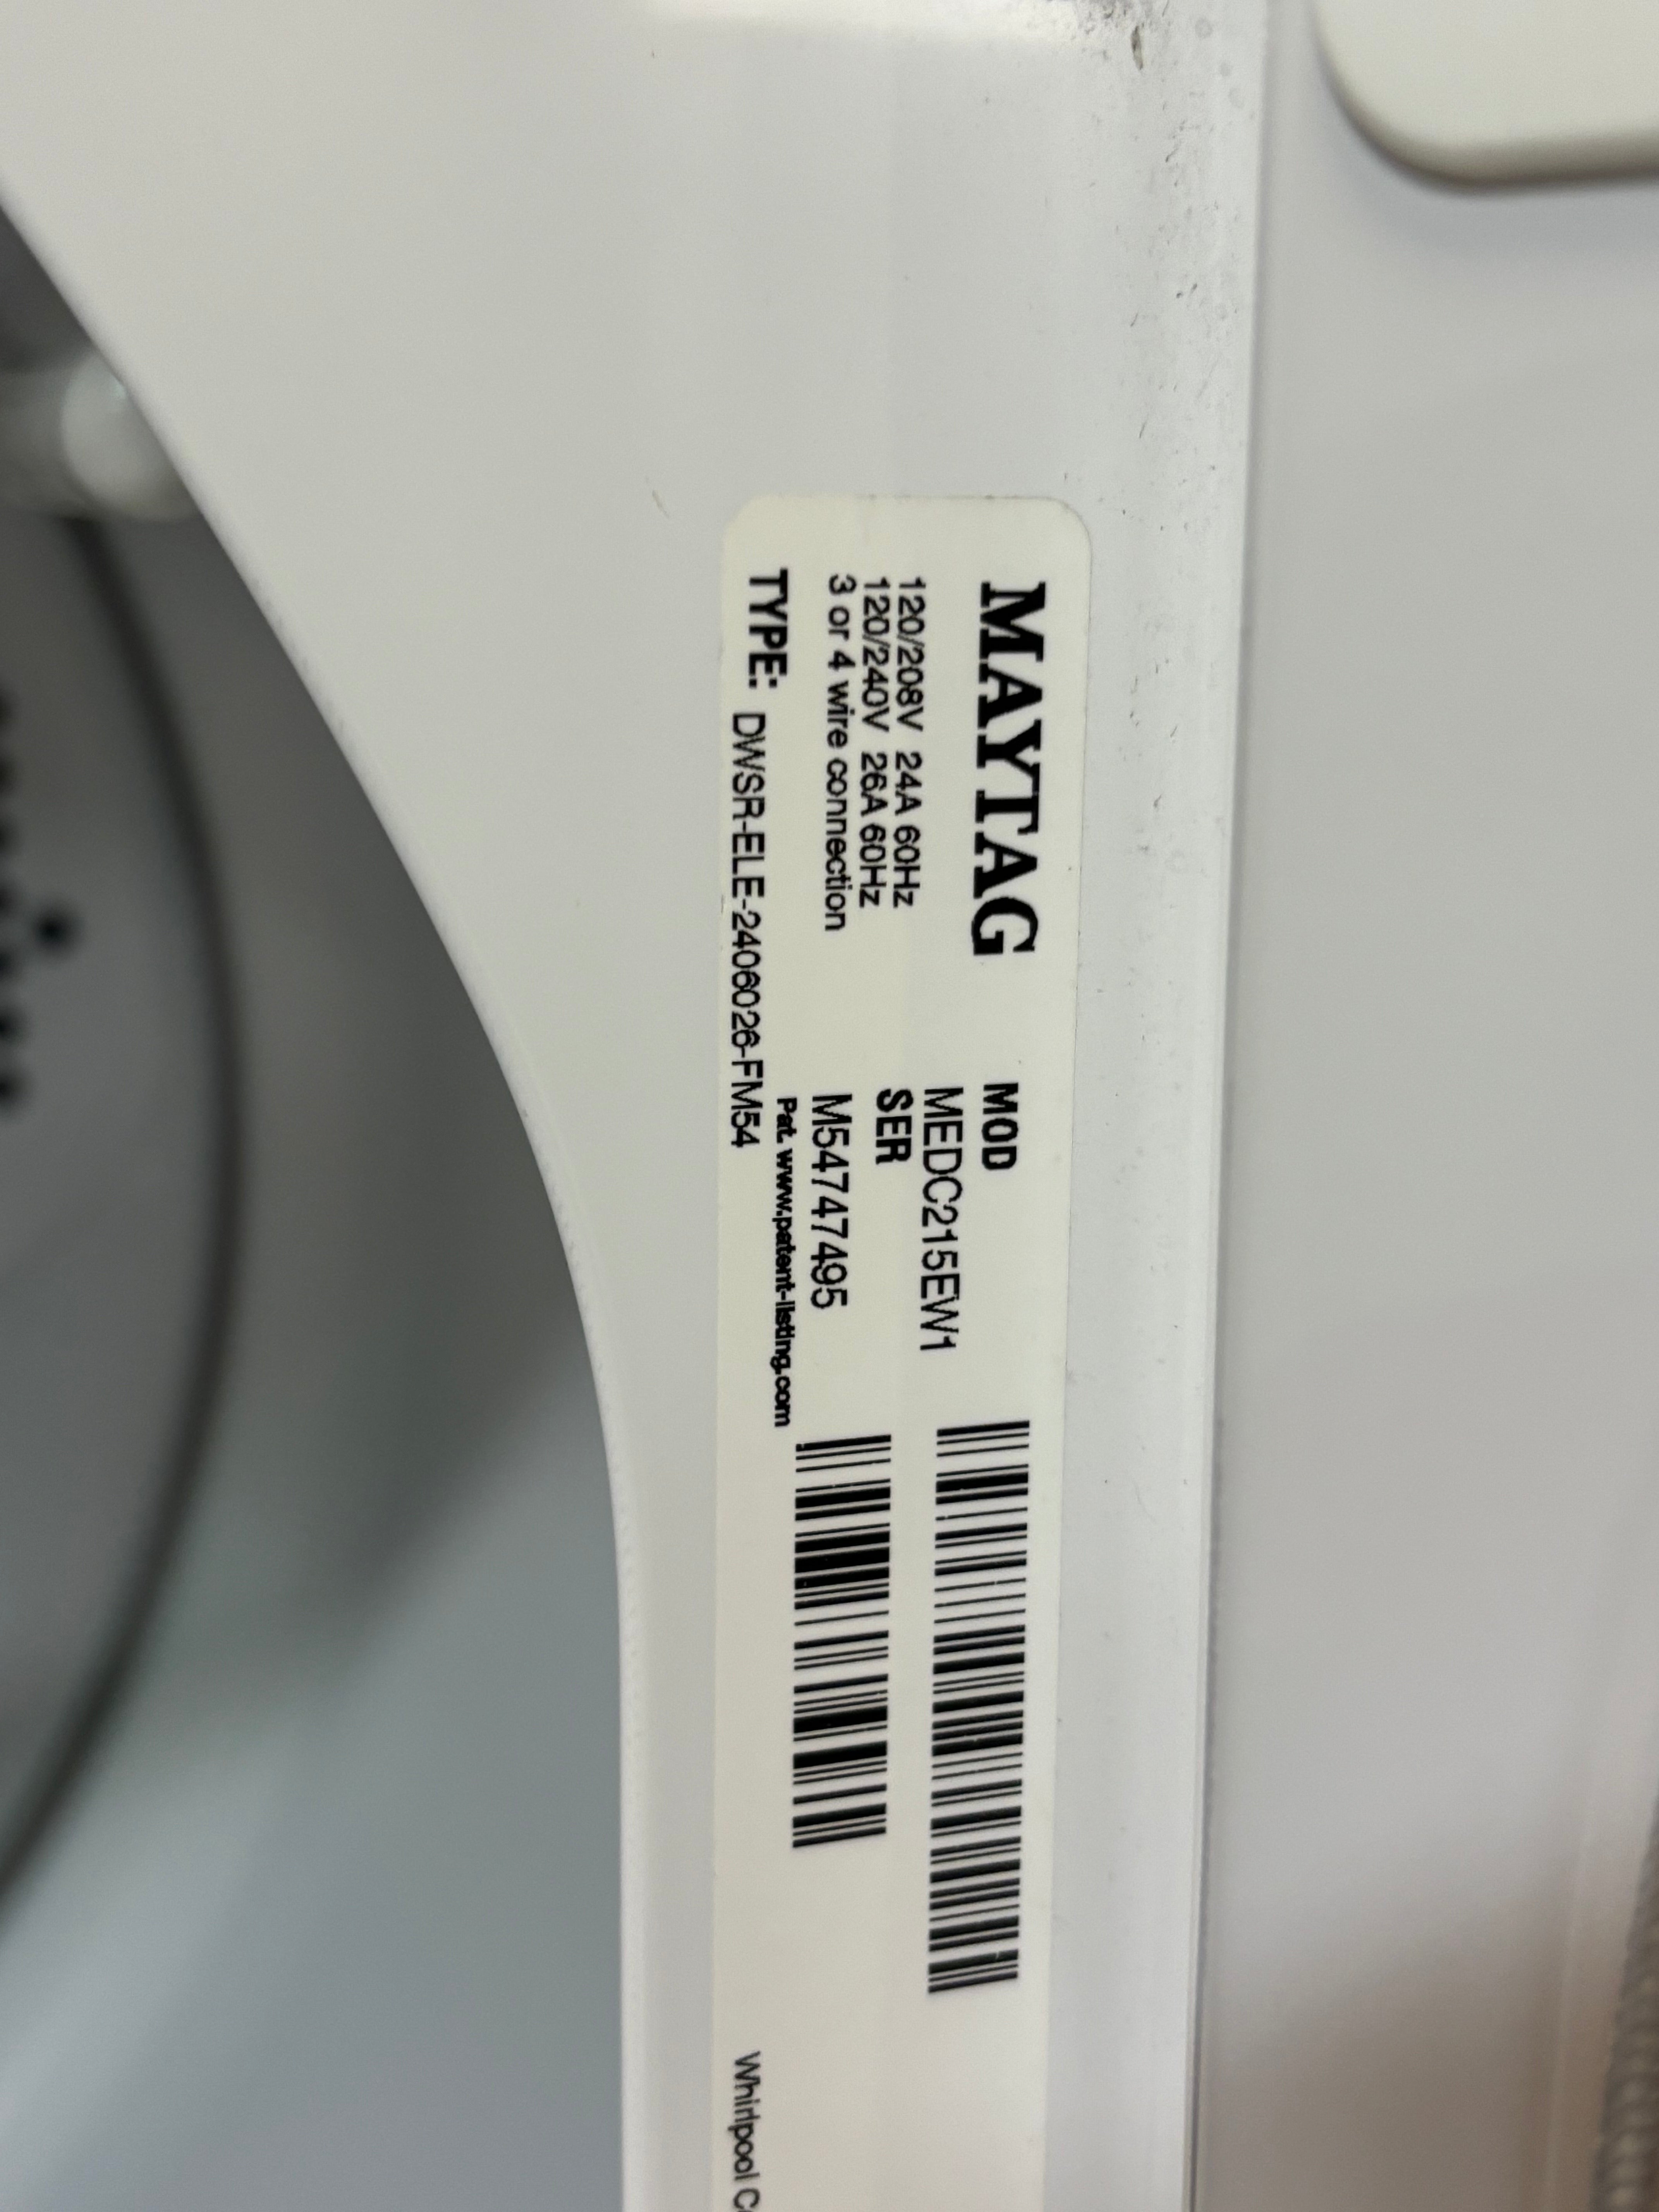 MAYTAG
120/208V 24A 60Hz
120/240V 26A 60Hz
3 or 4 wire connection
TYPE: DWSR-ELE-2406026-FM54
MOD
MEDC215EW1
SER
M54747495
Pat. www.patent-listing.com
Whirlpool